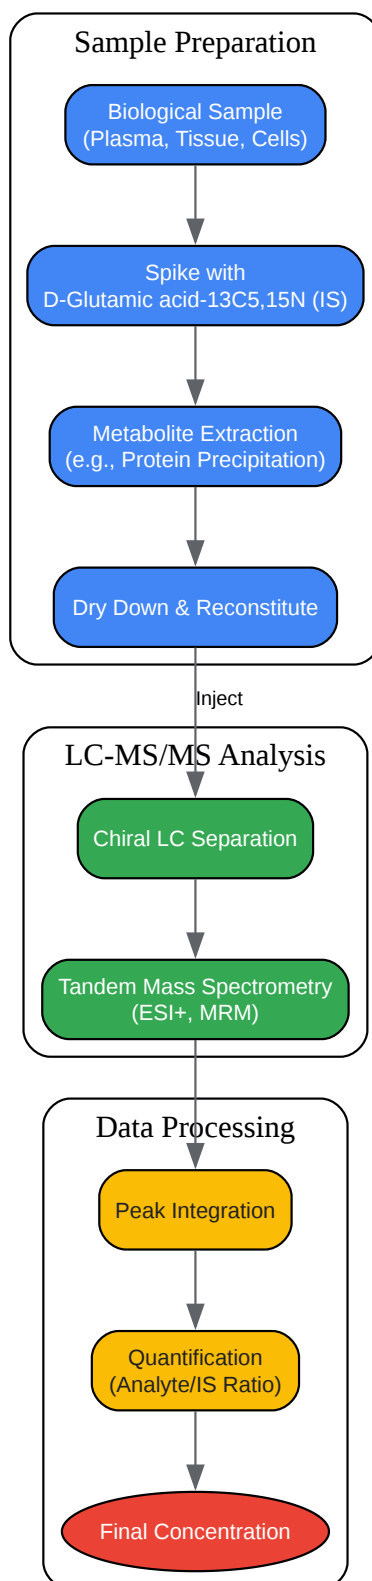 Sample Preparation
Biological Sample
(Plasma, Tissue, Cells)
Spike with
D-Glutamic acid-13C5,15N (IS)
Metabolite Extraction
(e.g., Protein Precipitation)
Dry Down & Reconstitute
Inject
LC-MS/MS Analysis
Chiral LC Separation
Tandem Mass Spectrometry
(ESI+, MRM)
Data Processing
Peak Integration
Quantification
(Analyte/IS Ratio)
Final Concentration